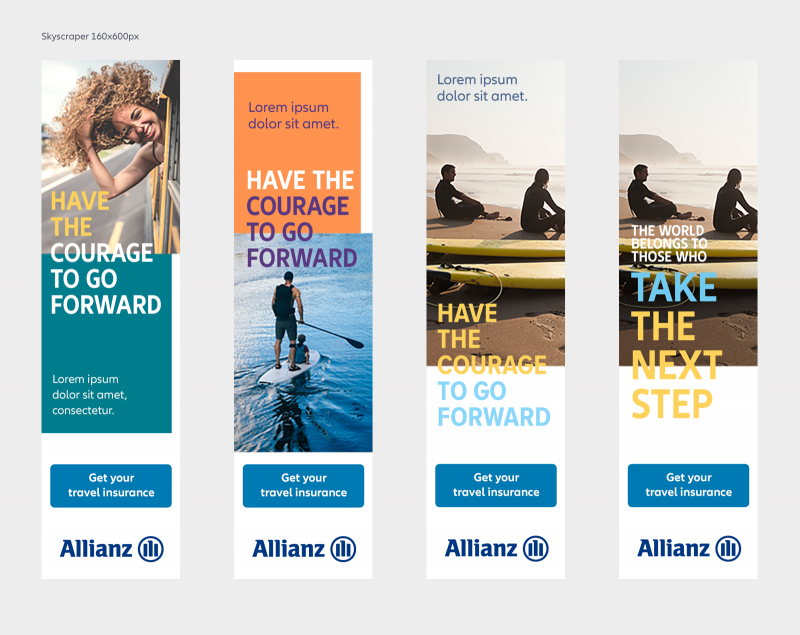 Skyscraper 160x600px
HAVE
THE
COURAGE
TO GO
FORWARD
Lorem ipsum
dolor sit amet,
consectetur.
Get your
travel insurance
Allianz
Lorem ipsum
dolor sit amet.
HAVE THE
COURAGE
TO GO
FORWARD
Get your
travel insurance
Allianz
Lorem ipsum
dolor sit amet.
HAVE
THE
COURAGE
TO GO
FORWARD
Get your
travel insurance
Allianz
THE WORLD
BELONGS TO
THOSE WHO
TAKE
THE
NEXT
STEP
Get your
travel insurance
Allianz